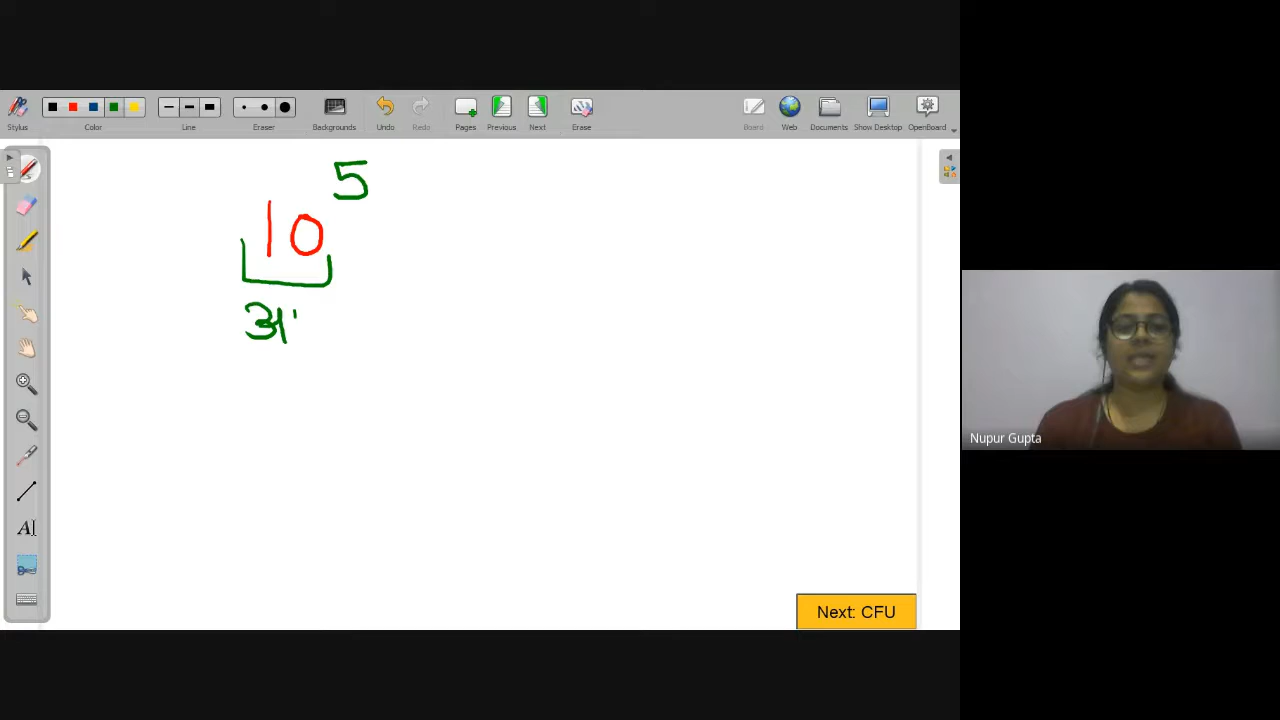 Stylus
Color
Line
Eraser
Backgrounds
Undo
Redo
Pages
Previous
Next
Erase
Board
Web
Documents
Show Desktop
OpenBoard
5
10
Nupur Gupta
Next: CFU